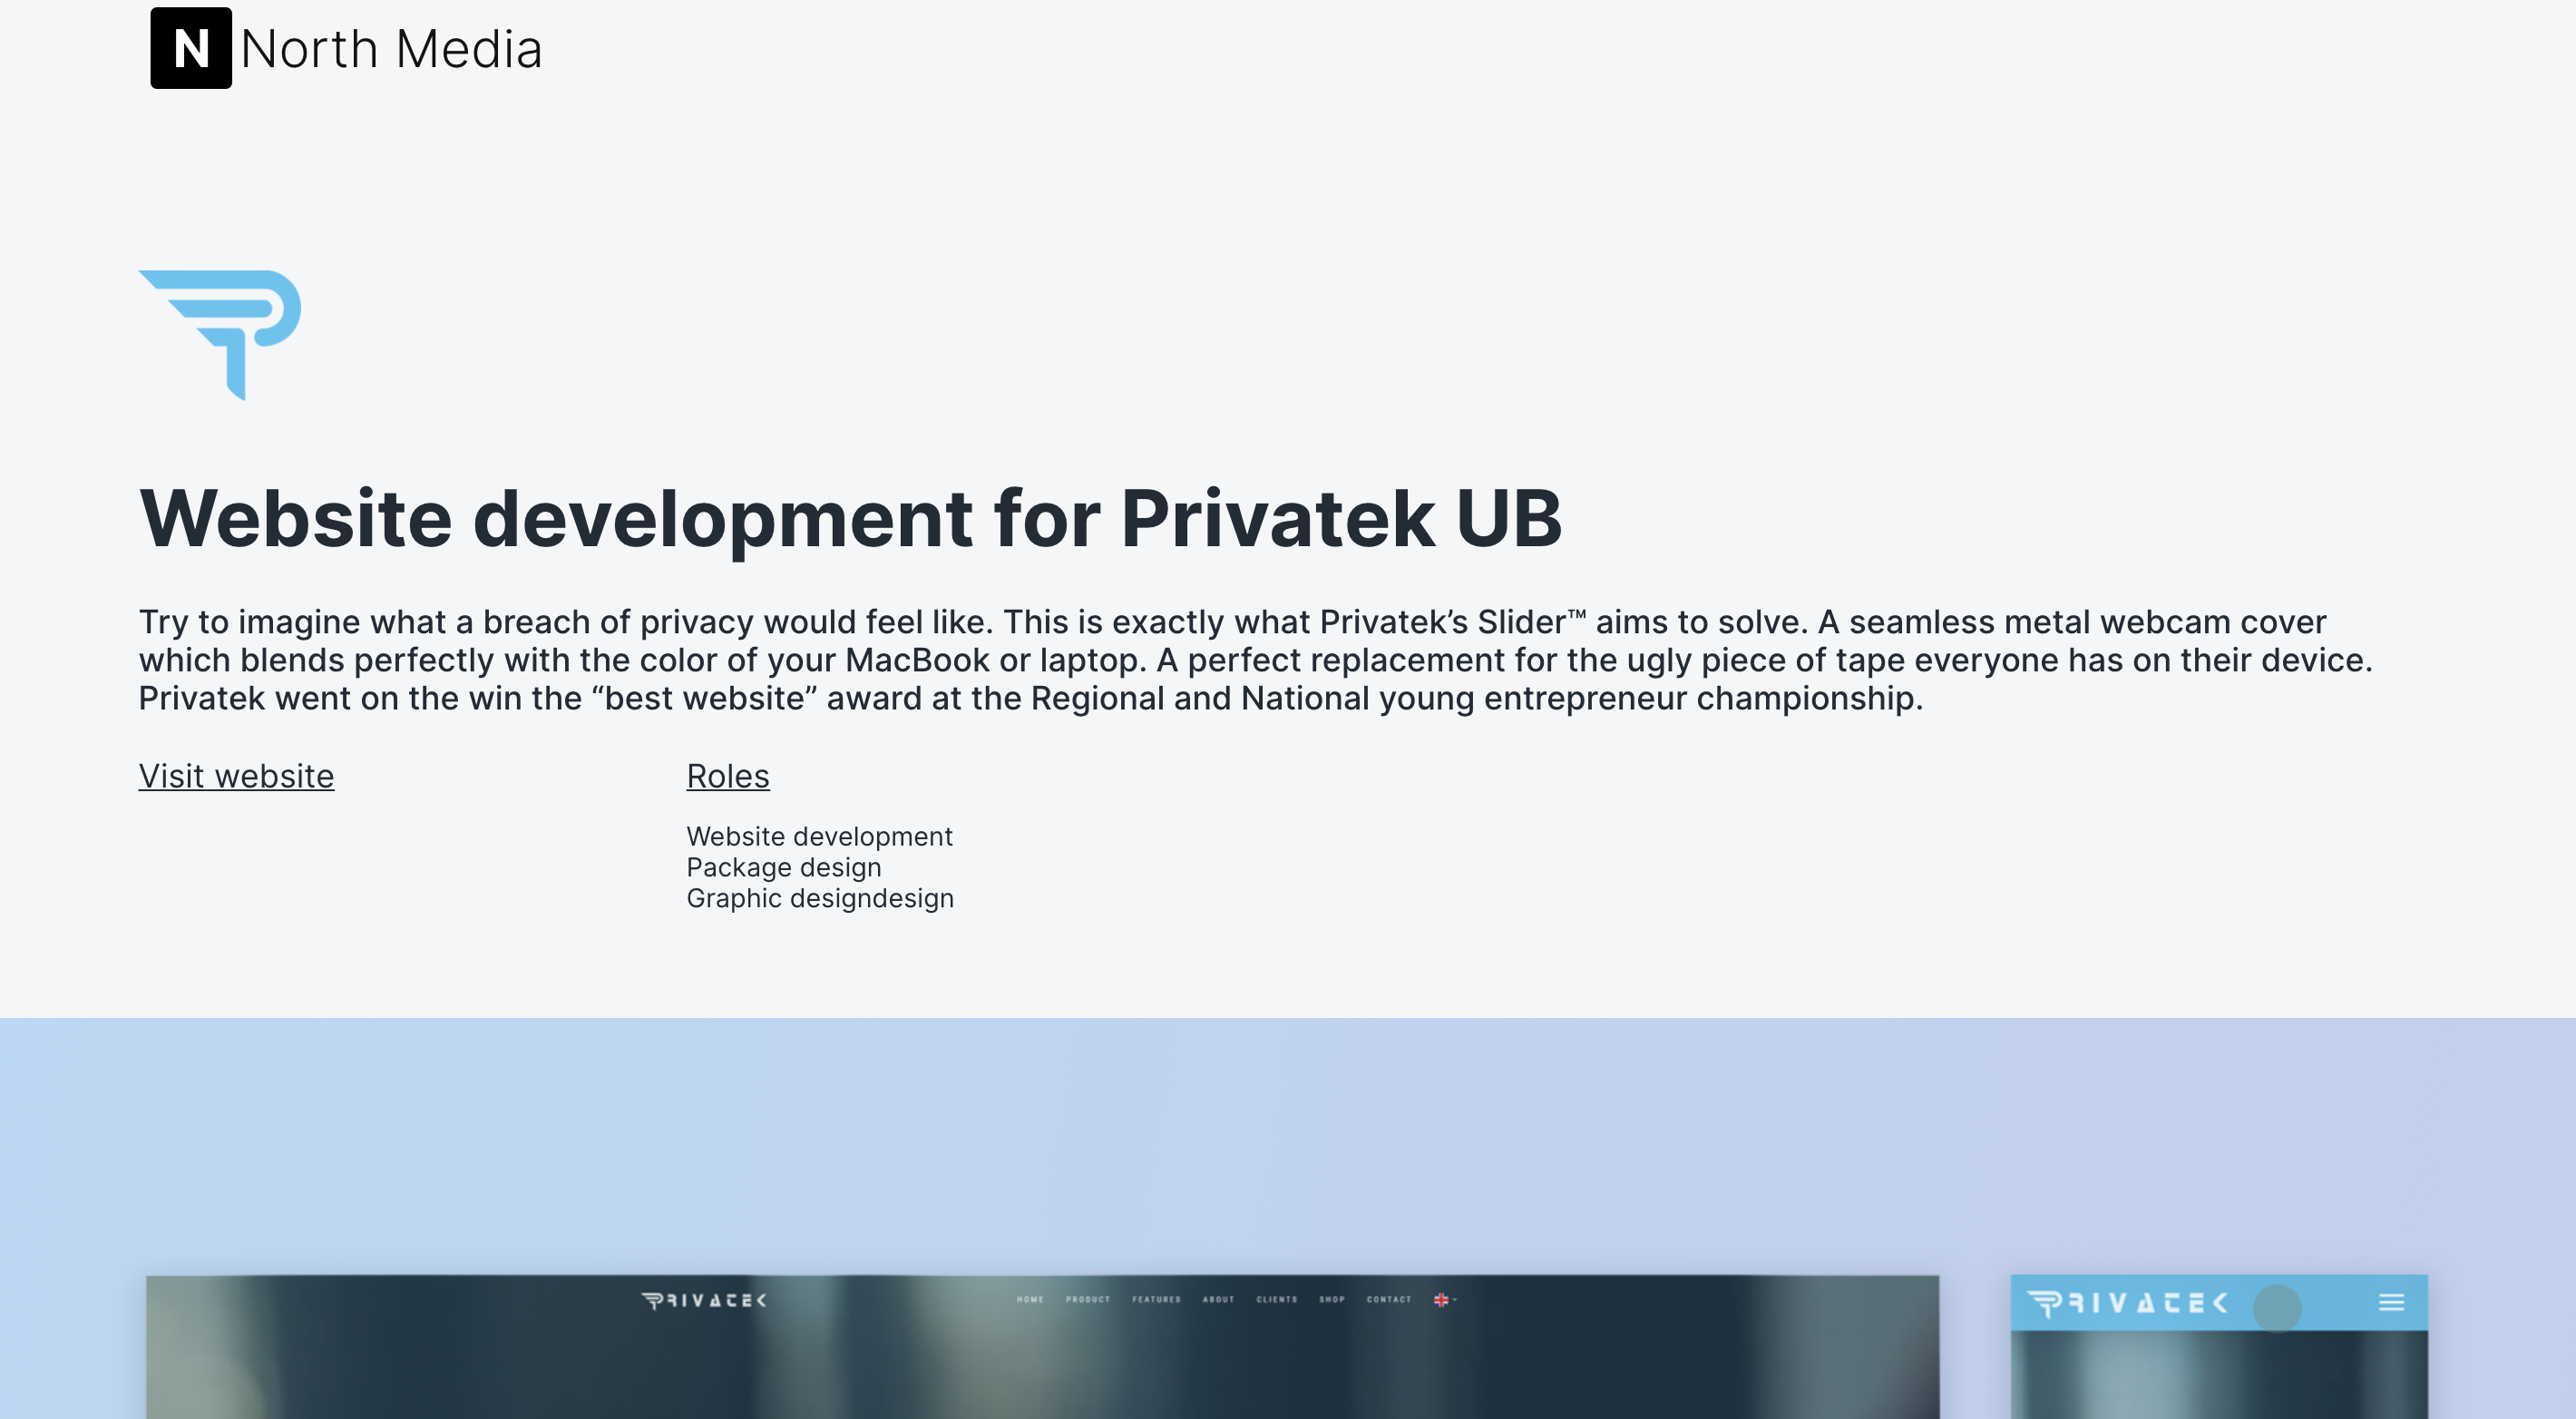 N North Media
Website development for Privatek UB
Try to imagine what a breach of privacy would feel like. This is exactly what Privatek’s Slider™ aims to solve. A seamless metal webcam cover
which blends perfectly with the color of your MacBook or laptop. A perfect replacement for the ugly piece of tape everyone has on their device.
Privatek went on the win the “best website” award at the Regional and National young entrepreneur championship.
Visit website
Roles
Website development
Package design
Graphic designdesign
PRIVATEK HOME PRODUCT FEATURES ABOUT CLIENTS SHOP CONTACT
PRIVATEK